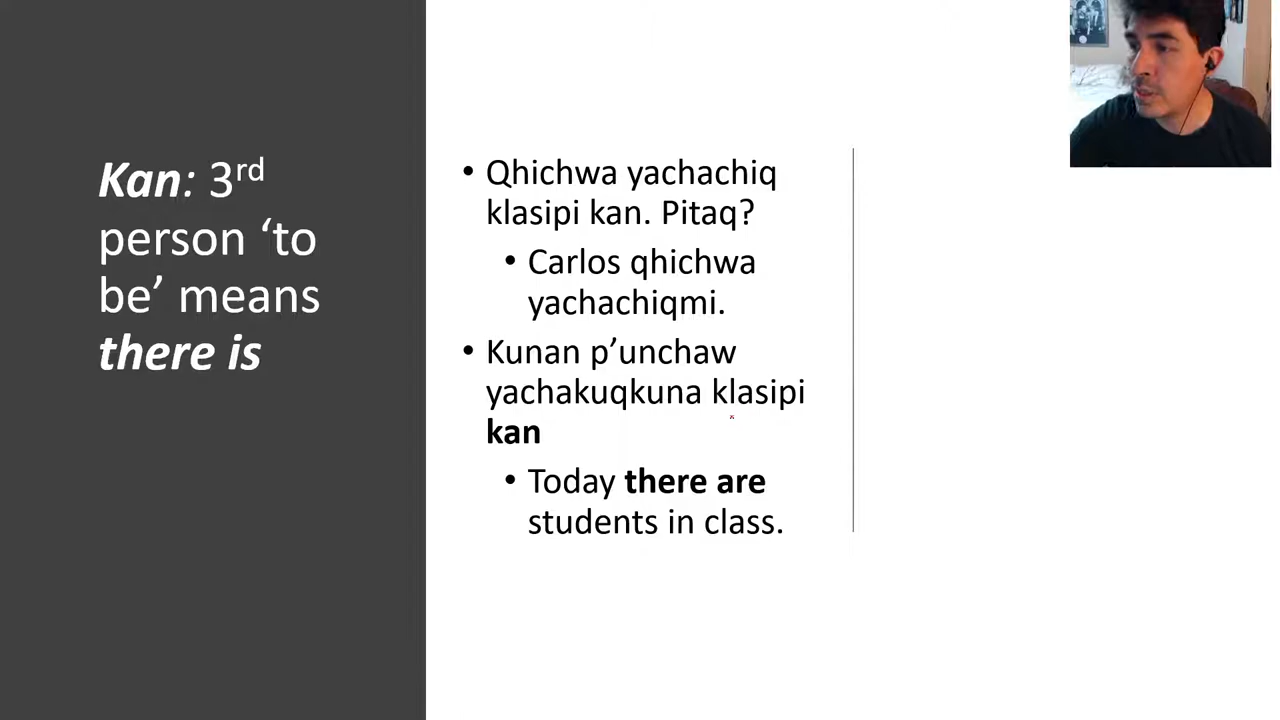 Kan: 3rd
person ‘to
be’ means
there is
• Qhichwa yachachiq
klasipi kan. Pitaq?
• Carlos qhichwa
yachachiqmi.
• Kunan p’unchaw
yachakuqkuna klasipi
kan
• Today there are
students in class.